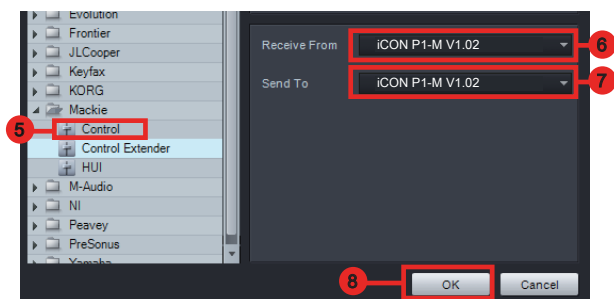 Evolution
Frontier
JLCooper
Keyfax
KORG
Mackie
5
Control
Control Extender
HUI
M-Audio
NI
Peavey
PreSonus
Yamaha
Receive From
iCON P1-M V1.02
6
Send To
iCON P1-M V1.02
7
8
OK
Cancel